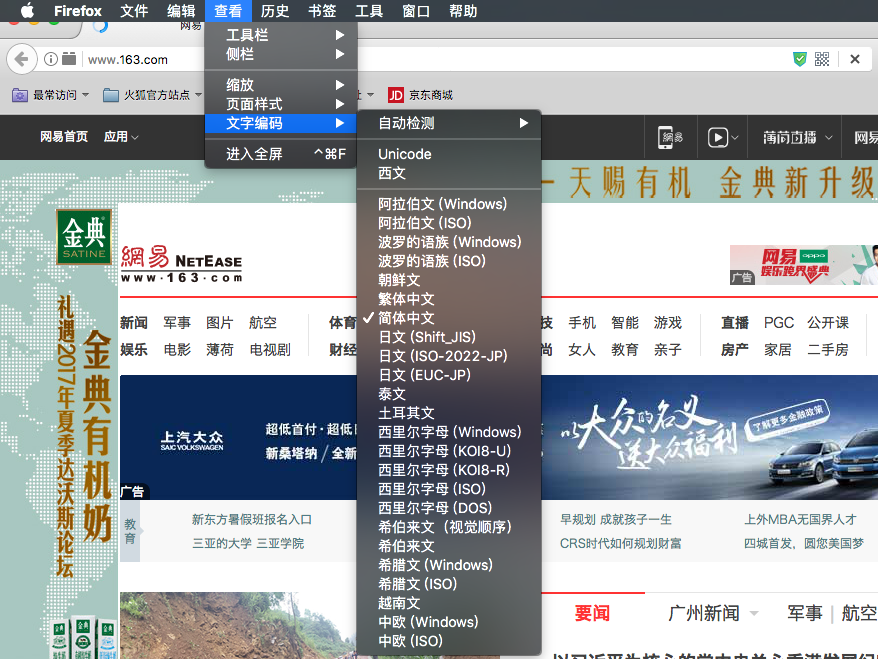 Firefox 文件 编辑 查看 历史 书签 工具 窗口 帮助
网易
工具栏
侧栏
www.163.com
缩放
页面样式
最常访问 火狐官方站点 JD 京东商城
文字编码
自动检测
网易首页 应用
網易
薄荷直播
网易
进入全屏 ^⌘F
Unicode
西文
一天赐有机 金典新升级
阿拉伯文 (Windows)
阿拉伯文 (ISO)
波罗的语族 (Windows)
波罗的语族 (ISO)
朝鲜文
繁体中文
简体中文
日文 (Shift_JIS)
日文 (ISO-2022-JP)
日文 (EUC-JP)
泰文
土耳其文
西里尔字母 (Windows)
西里尔字母 (KOI8-U)
西里尔字母 (KOI8-R)
西里尔字母 (ISO)
西里尔字母 (DOS)
希伯来文（视觉顺序）
希伯来文
希腊文 (Windows)
希腊文 (ISO)
越南文
中欧 (Windows)
中欧 (ISO)
金典
SATINE
網易 NETEASE
www.163.com
网易 oppo
娱乐跨界盛典
广告
礼遇2017年夏季达沃斯论坛
金典有机奶
新闻 军事 图片 航空 体育 技 手机 智能 游戏 直播 PGC 公开课
娱乐 电影 薄荷 电视剧 财经 尚 女人 教育 亲子 房产 家居 二手房
上汽大众
SAIC VOLKSWAGEN
超低首付·超低
新桑塔纳 / 全新
以大众的名义
送大众福利
了解更多金融政策
广告
教育
新东方暑假班报名入口 早规划 成就孩子一生 上外MBA无国界人才
三亚的大学 三亚学院 CRS时代如何规划财富 四城首发，圆您美国梦
要闻 广州新闻 军事 | 航空